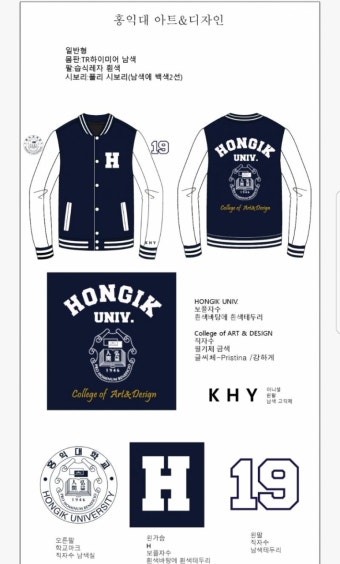 홍익대 아트&디자인
일반형
몸판:TR하이미어 남색
팔:습식레자 흰색
시보리:폴리 시보리(남색에 백색2선)
H
19
KHY
HONGIK
UNIV.
College of Art&Design
HONGIK
UNIV.
1946
College of Art&Design
HONGIK UNIV.
보풀자수
흰색바탕에 흰색테두리
College of ART & DESIGN
직자수
필기체 금색
글씨체-Pristina /강하게
KHY
이니셜
왼팔
남색 고딕체
홍익대학교
1946
HONGIK UNIVERSITY
오른팔
학교마크
직자수 남색실
H
왼가슴
H
보풀자수
흰색바탕에 흰색테두리
19
왼팔
직자수
남색테두리